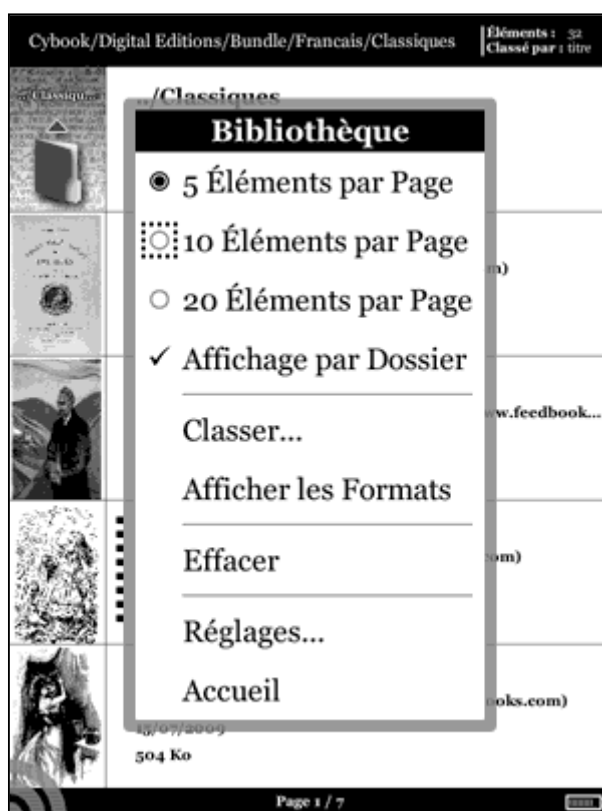 Cybook/Digital Editions/Bundle/Francais/Classiques
Éléments : 32
Classé par : titre
../Classiqu...
../Classiques
Bibliothèque
5 Éléments par Page
10 Éléments par Page
20 Éléments par Page
Affichage par Dossier
Classer...
Afficher les Formats
Effacer
Réglages...
Accueil
m)
w.feedbook...
om)
oks.com)
15/07/2009
504 Ko
Page 1 / 7